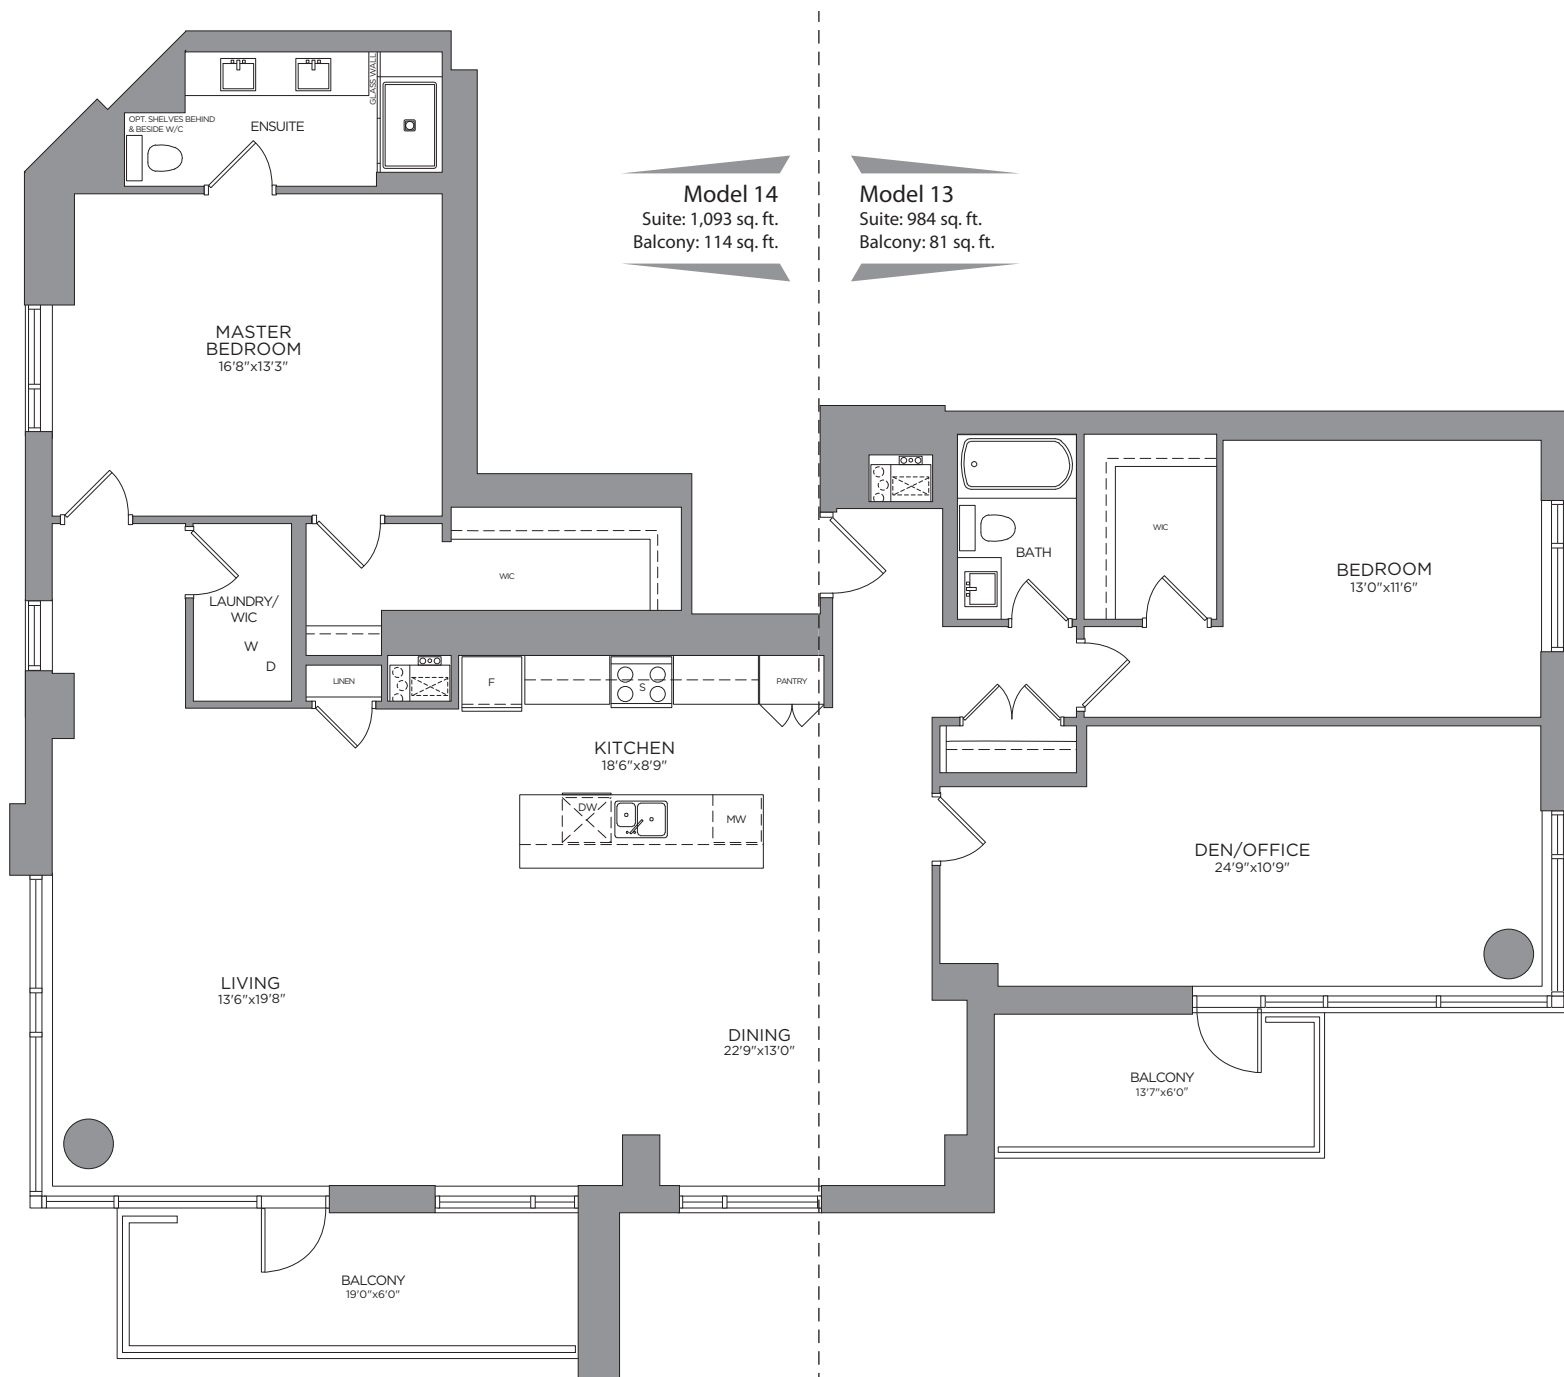 GLASS WALL
OPT. SHELVES BEHIND
& BESIDE W/C
ENSUITE
Model 14
Suite: 1,093 sq. ft.
Balcony: 114 sq. ft.
Model 13
Suite: 984 sq. ft.
Balcony: 81 sq. ft.
MASTER
BEDROOM
16'8"x13'3"
WIC
BATH
WIC
BEDROOM
13'0"x11'6"
LAUNDRY/
WIC
W
D
LINEN
F
S
PANTRY
KITCHEN
18'6"x8'9"
DW
MW
DEN/OFFICE
24'9"x10'9"
LIVING
13'6"x19'8"
DINING
22'9"x13'0"
BALCONY
13'7"x6'0"
BALCONY
19'0"x6'0"